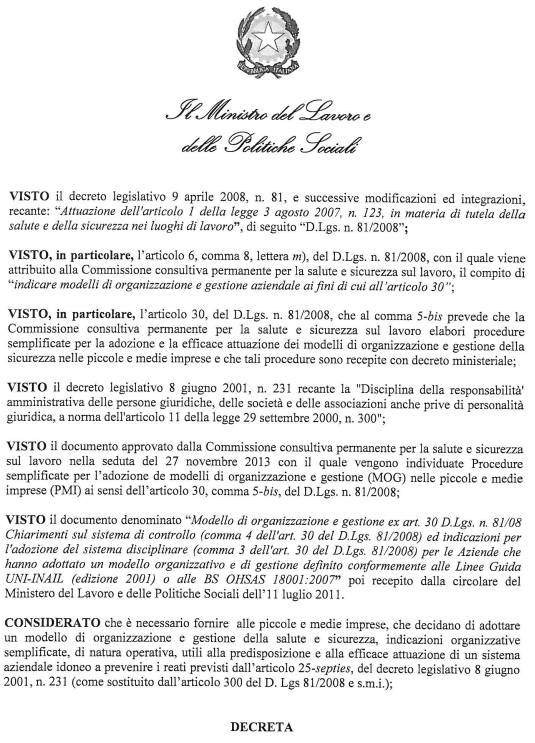 REPVBBLICA ITALIANA
Il Ministro del Lavoro e
delle Politiche Sociali
VISTO il decreto legislativo 9 aprile 2008, n. 81, e successive modificazioni ed integrazioni,
recante: “Attuazione dell'articolo 1 della legge 3 agosto 2007, n. 123, in materia di tutela della
salute e della sicurezza nei luoghi di lavoro”, di seguito “D.Lgs. n. 81/2008”;
VISTO, in particolare, l’articolo 6, comma 8, lettera m), del D.Lgs. n. 81/2008, con il quale viene
attribuito alla Commissione consultiva permanente per la salute e sicurezza sul lavoro, il compito di
“indicare modelli di organizzazione e gestione aziendale ai fini di cui all’articolo 30”;
VISTO, in particolare, l’articolo 30, del D.Lgs. n. 81/2008, che al comma 5-bis prevede che la
Commissione consultiva permanente per la salute e sicurezza sul lavoro elabori procedure
semplificate per la adozione e la efficace attuazione dei modelli di organizzazione e gestione della
sicurezza nelle piccole e medie imprese e che tali procedure sono recepite con decreto ministeriale;
VISTO il decreto legislativo 8 giugno 2001, n. 231 recante la "Disciplina della responsabilità'
amministrativa delle persone giuridiche, delle società e delle associazioni anche prive di personalità
giuridica, a norma dell'articolo 11 della legge 29 settembre 2000, n. 300";
VISTO il documento approvato dalla Commissione consultiva permanente per la salute e sicurezza
sul lavoro nella seduta del 27 novembre 2013 con il quale vengono individuate Procedure
semplificate per l’adozione de modelli di organizzazione e gestione (MOG) nelle piccole e medie
imprese (PMI) ai sensi dell’articolo 30, comma 5-bis, del D.Lgs. n. 81/2008;
VISTO il documento denominato “Modello di organizzazione e gestione ex art. 30 D.Lgs. n. 81/08
Chiarimenti sul sistema di controllo (comma 4 dell'art. 30 del D.Lgs. 81/2008) ed indicazioni per
l'adozione del sistema disciplinare (comma 3 dell'art. 30 del D.Lgs. 81/2008) per le Aziende che
hanno adottato un modello organizzativo e di gestione definito conformemente alle Linee Guida
UNI-INAIL (edizione 2001) o alle BS OHSAS 18001:2007” poi recepito dalla circolare del
Ministero del Lavoro e delle Politiche Sociali dell’11 luglio 2011.
CONSIDERATO che è necessario fornire alle piccole e medie imprese, che decidano di adottare
un modello di organizzazione e gestione della salute e sicurezza, indicazioni organizzative
semplificate, di natura operativa, utili alla predisposizione e alla efficace attuazione di un sistema
aziendale idoneo a prevenire i reati previsti dall’articolo 25-septies, del decreto legislativo 8 giugno
2001, n. 231 (come sostituito dall’articolo 300 del D. Lgs 81/2008 e s.m.i.);
DECRETA